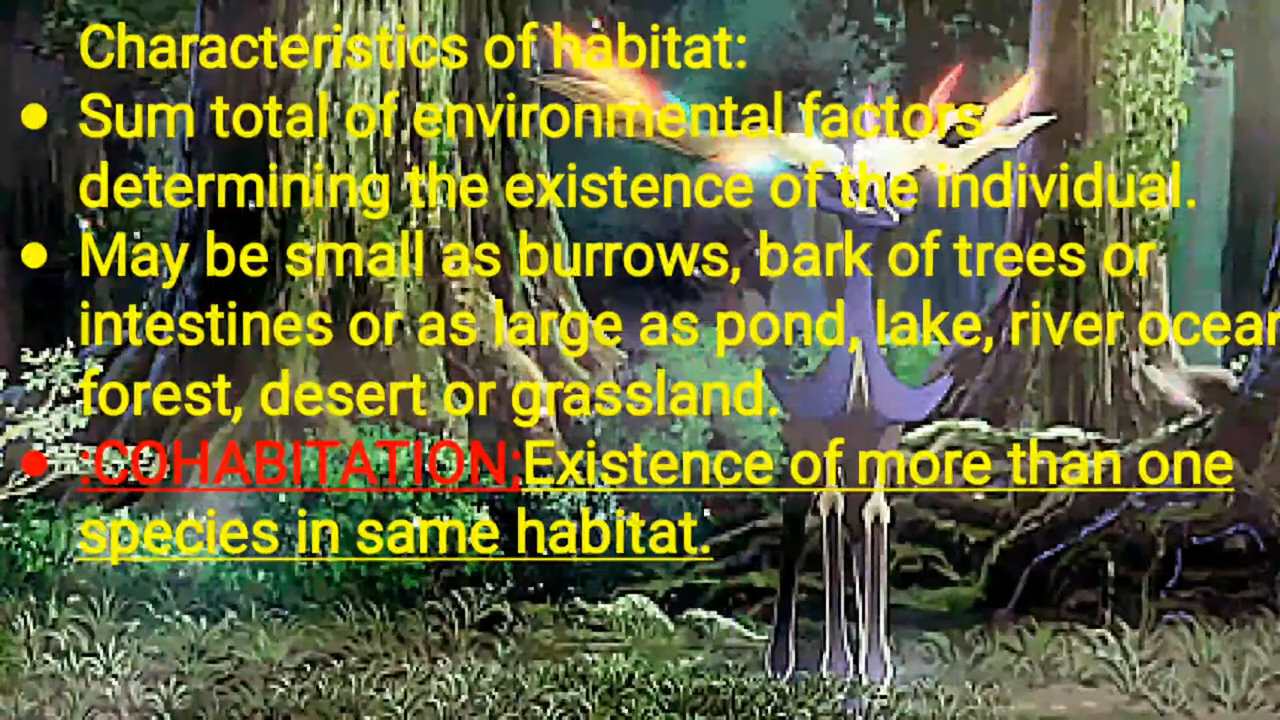 Characteristics of habitat:
• Sum total of environmental factors
determining the existence of the individual.
• May be small as burrows, bark of trees or
intestines or as large as pond, lake, river
forest, desert or grassland.
• :COHABITATION;Existence of more than one
species in same habitat.